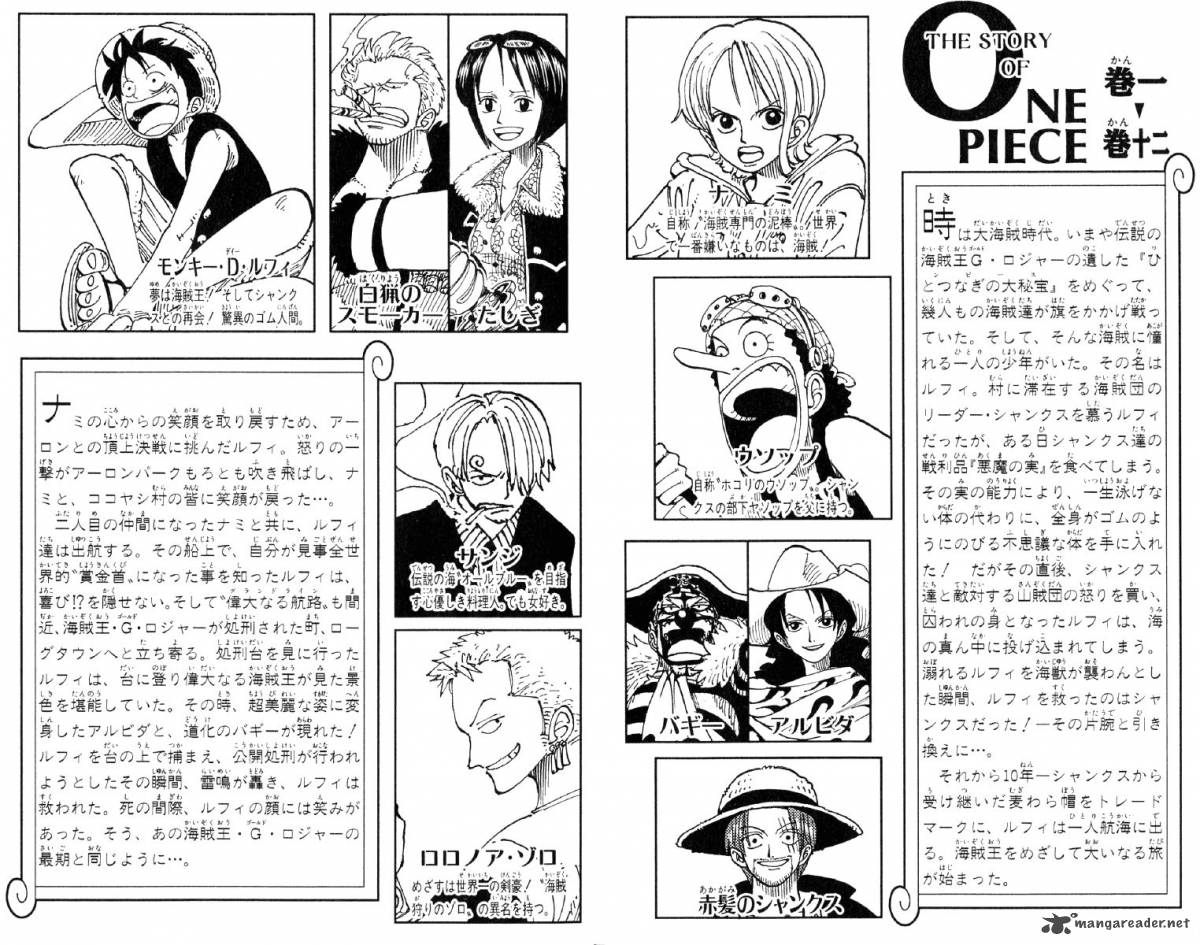 THE STORY
OF
ONE
PIECE
巻一
▼
巻十二
時は大海賊時代。いまや伝説の
海賊王G・ロジャーの遺した『ひ
とつなぎの大秘宝』をめぐって、
幾人もの海賊達が旗をかかげ戦っ
ていた。そして、そんな海賊に憧
れる一人の少年がいた。その名は
ルフィ。村に滞在する海賊団の
リーダー・シャンクスを慕うルフィ
だったが、ある日シャンクス達の
戦利品『悪魔の実』を食べてしまう。
その実の能力により、一生泳げな
い体の代わりに、全身がゴムのよ
うにのびる不思議な体を手に入れ
た! だがその直後、シャンクス
達と敵対する山賊団の怒りを買い、
囚われの身となったルフィは、海
の真ん中に投げ込まれてしまう。
溺れるルフィを海獣が襲わんとし
た瞬間、ルフィを救ったのはシャ
ンクスだった!―その片腕と引き
換えに…。
それから10年―シャンクスから
受け継いだ麦わら帽をトレード
マークに、ルフィは一人航海に出
る。海賊王をめざして大いなる旅
が始まった。
ナミ
自称〝海賊専門の泥棒〟。世界
で一番嫌いなものは、海賊!
ウソップ
自称〝ホコリのウソップ〟。シャン
クスの部下ヤソップを父に持つ。
バギー
アルビダ
赤髪のシャンクス
モンキー・D・ルフィ
夢は海賊王! そしてシャンク
スとの再会! 驚異のゴム人間。
白猟の
スモーカー
たしぎ
サンジ
伝説の海〝オールブルー〟を目指
す心優しき料理人。でも女好き。
ロロノア・ゾロ
めざすは世界一の剣豪! 〝海賊
狩りのゾロ〟の異名を持つ。
ナミの心からの笑顔を取り戻すため、アー
ロンとの頂上決戦に挑んだルフィ。怒りの一
撃がアーロンパークもろとも吹き飛ばし、ナ
ミと、ココヤシ村の皆に笑顔が戻った…。
二人目の仲間になったナミと共に、ルフィ
達は出航する。その船上で、自分が見事全世
界的〝賞金首〟になった事を知ったルフィは、
喜び!?を隠せない。そして〝偉大なる航路〟も間
近、海賊王・G・ロジャーが処刑された町、ロー
グタウンへと立ち寄る。処刑台を見に行った
ルフィは、台に登り偉大なる海賊王が見た景
色を堪能していた。その時、超美麗な姿に変
身したアルビダと、道化のバギーが現れた!
ルフィを台の上で捕まえ、公開処刑が行われ
ようとしたその瞬間、雷鳴が轟き、ルフィは
救われた。死の間際、ルフィの顔には笑みが
あった。そう、あの海賊王・G・ロジャーの
最期と同じように…。
mangareader.net